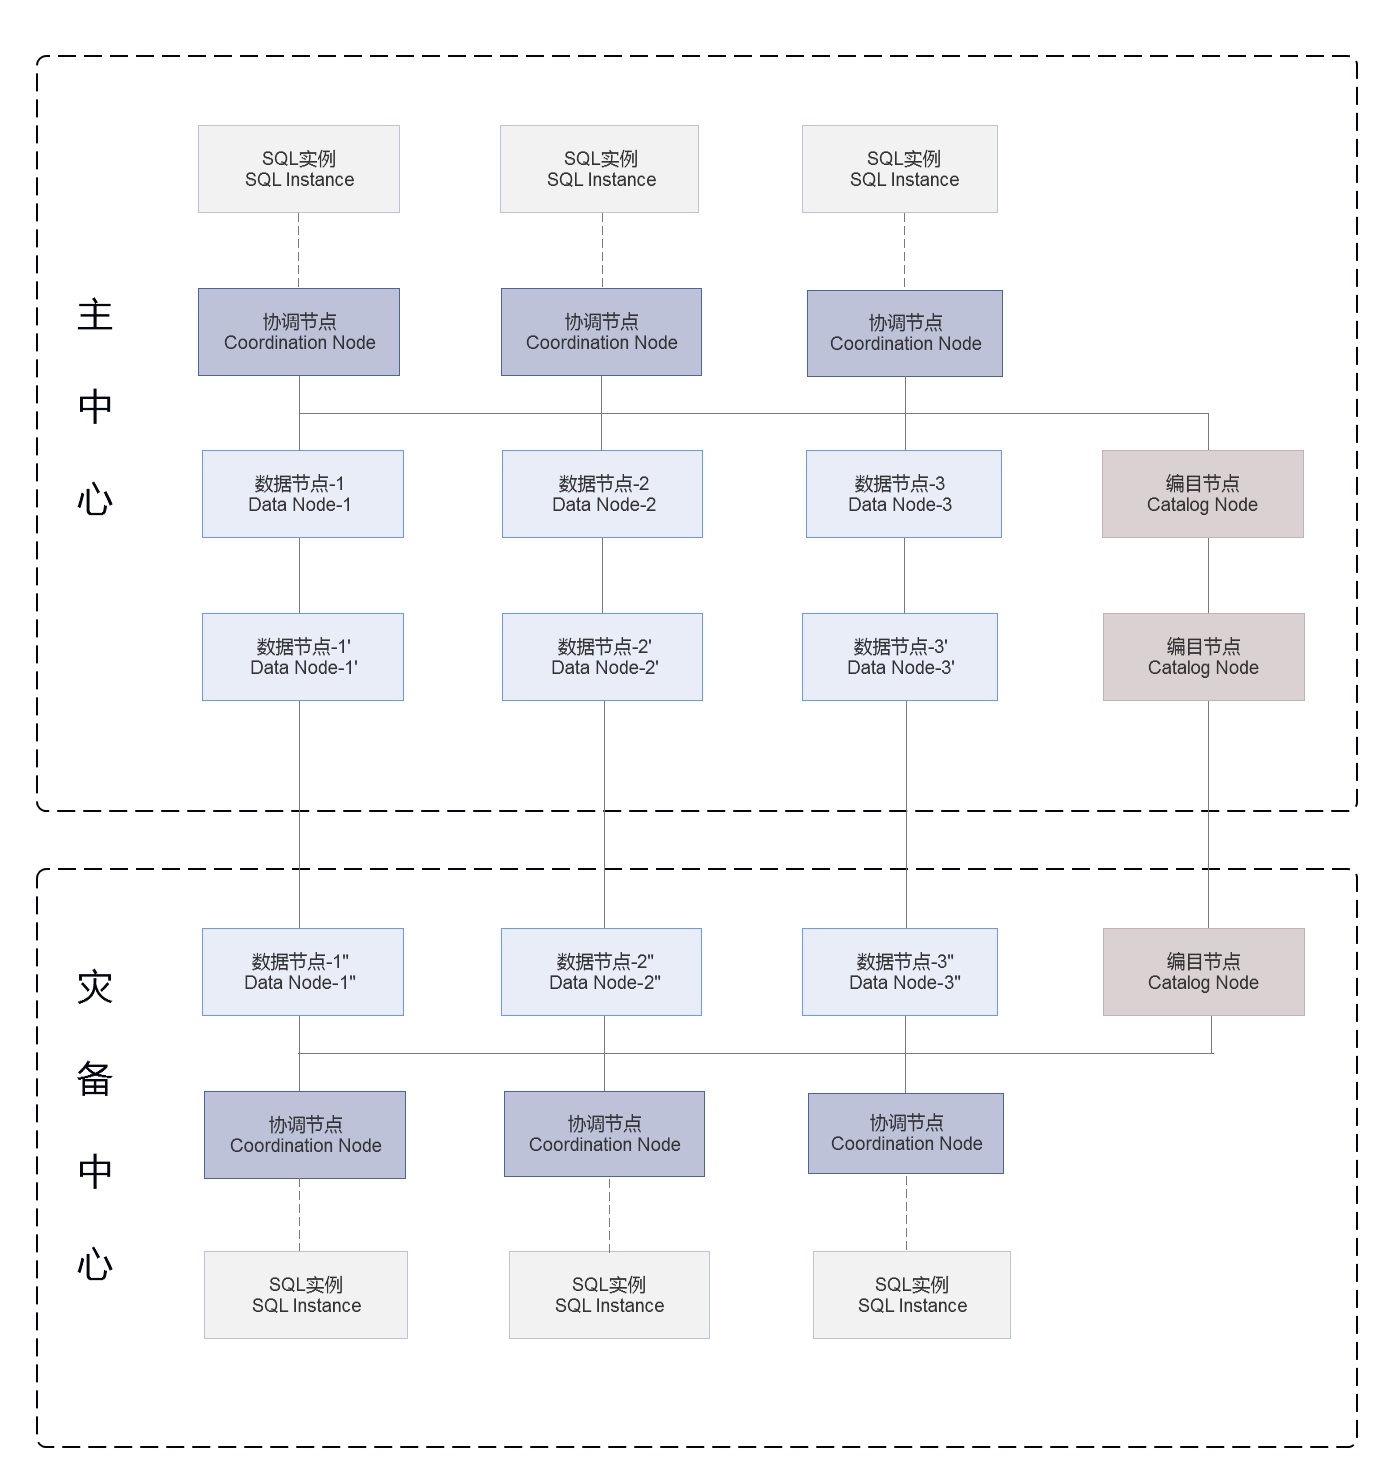 主
中
心
SQL实例
SQL Instance
SQL实例
SQL Instance
SQL实例
SQL Instance
协调节点
Coordination Node
协调节点
Coordination Node
协调节点
Coordination Node
数据节点-1
Data Node-1
数据节点-2
Data Node-2
数据节点-3
Data Node-3
编目节点
Catalog Node
数据节点-1'
Data Node-1'
数据节点-2'
Data Node-2'
数据节点-3'
Data Node-3'
编目节点
Catalog Node
灾
备
中
心
数据节点-1"
Data Node-1"
数据节点-2"
Data Node-2"
数据节点-3"
Data Node-3"
编目节点
Catalog Node
协调节点
Coordination Node
协调节点
Coordination Node
协调节点
Coordination Node
SQL实例
SQL Instance
SQL实例
SQL Instance
SQL实例
SQL Instance